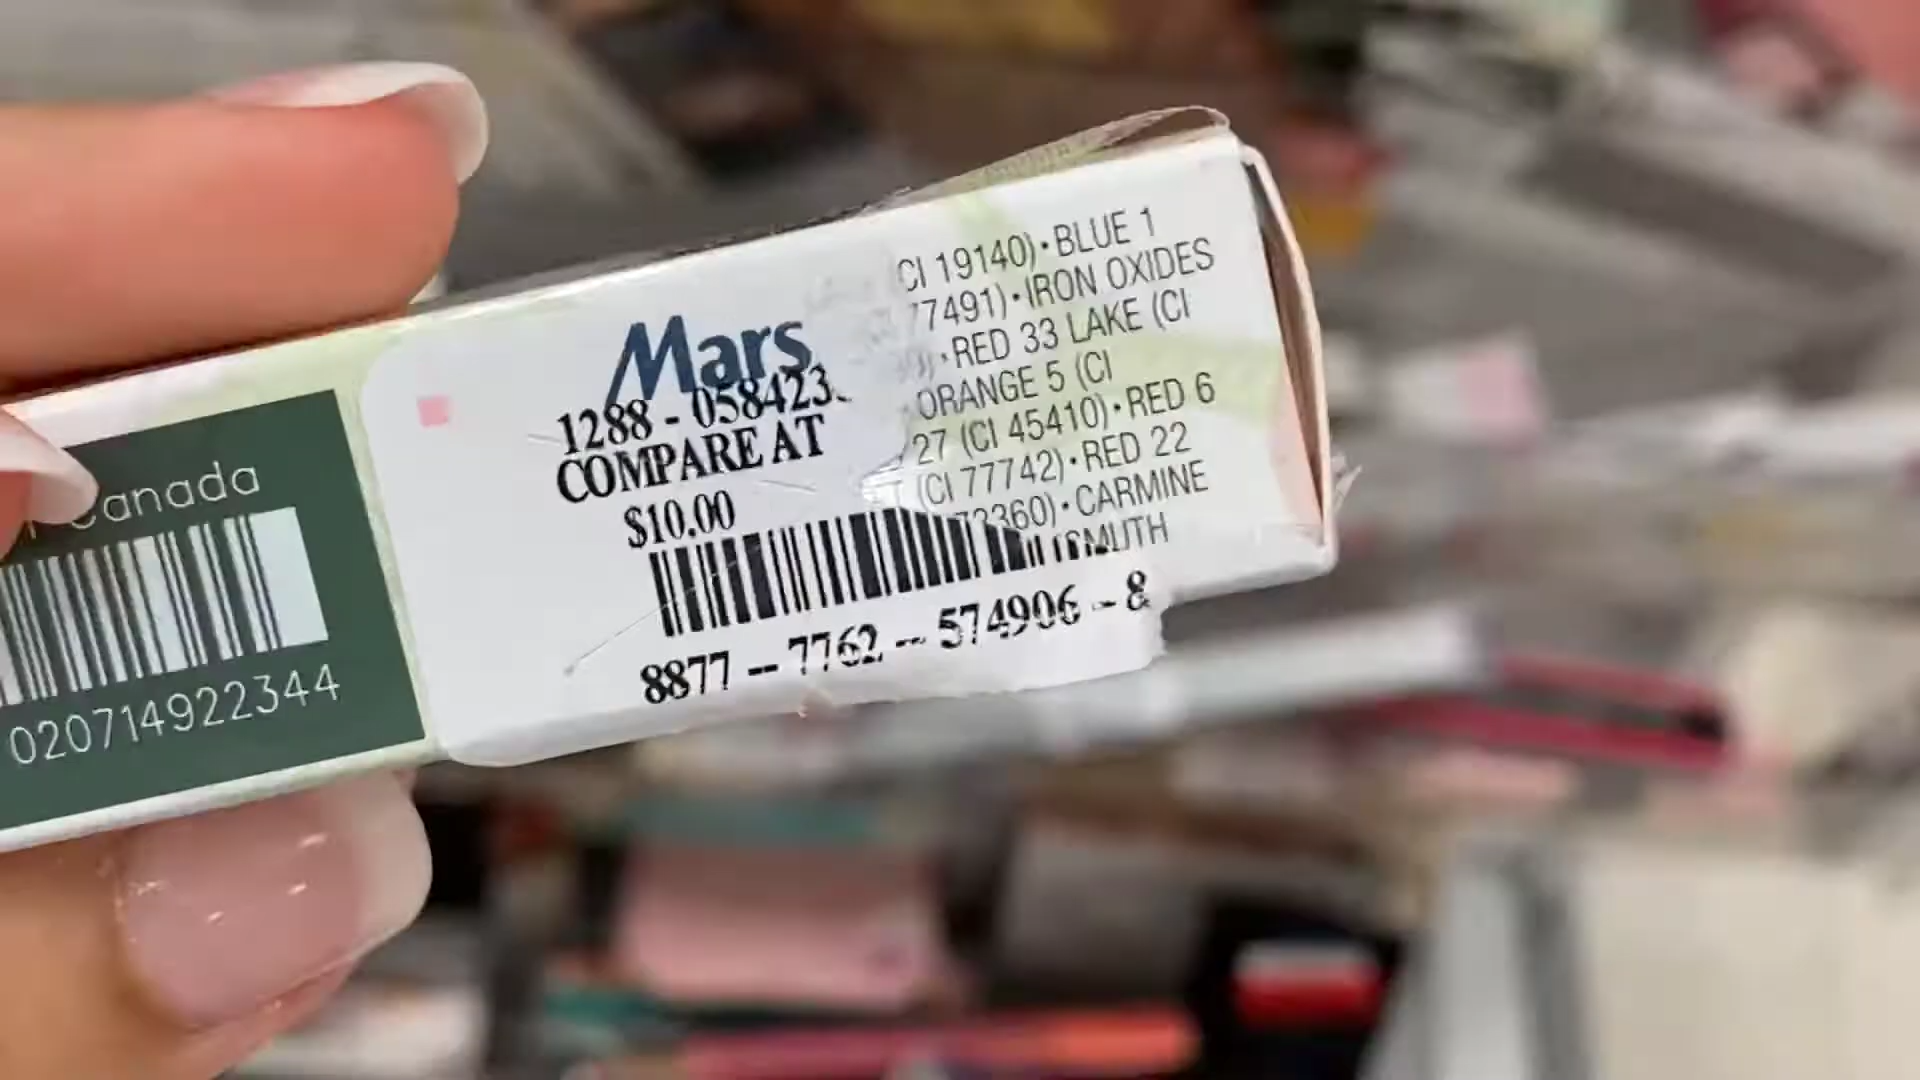 Canada
020714922344
Mars
1288 - 058423
COMPARE AT
$10.00
8877 -- 7762 -- 574906 - 8
CI 19140) • BLUE 1
77491) • IRON OXIDES
• RED 33 LAKE (CI
ORANGE 5 (CI
27 (CI 45410) • RED 6
(CI 77742) • RED 22
360) • CARMINE